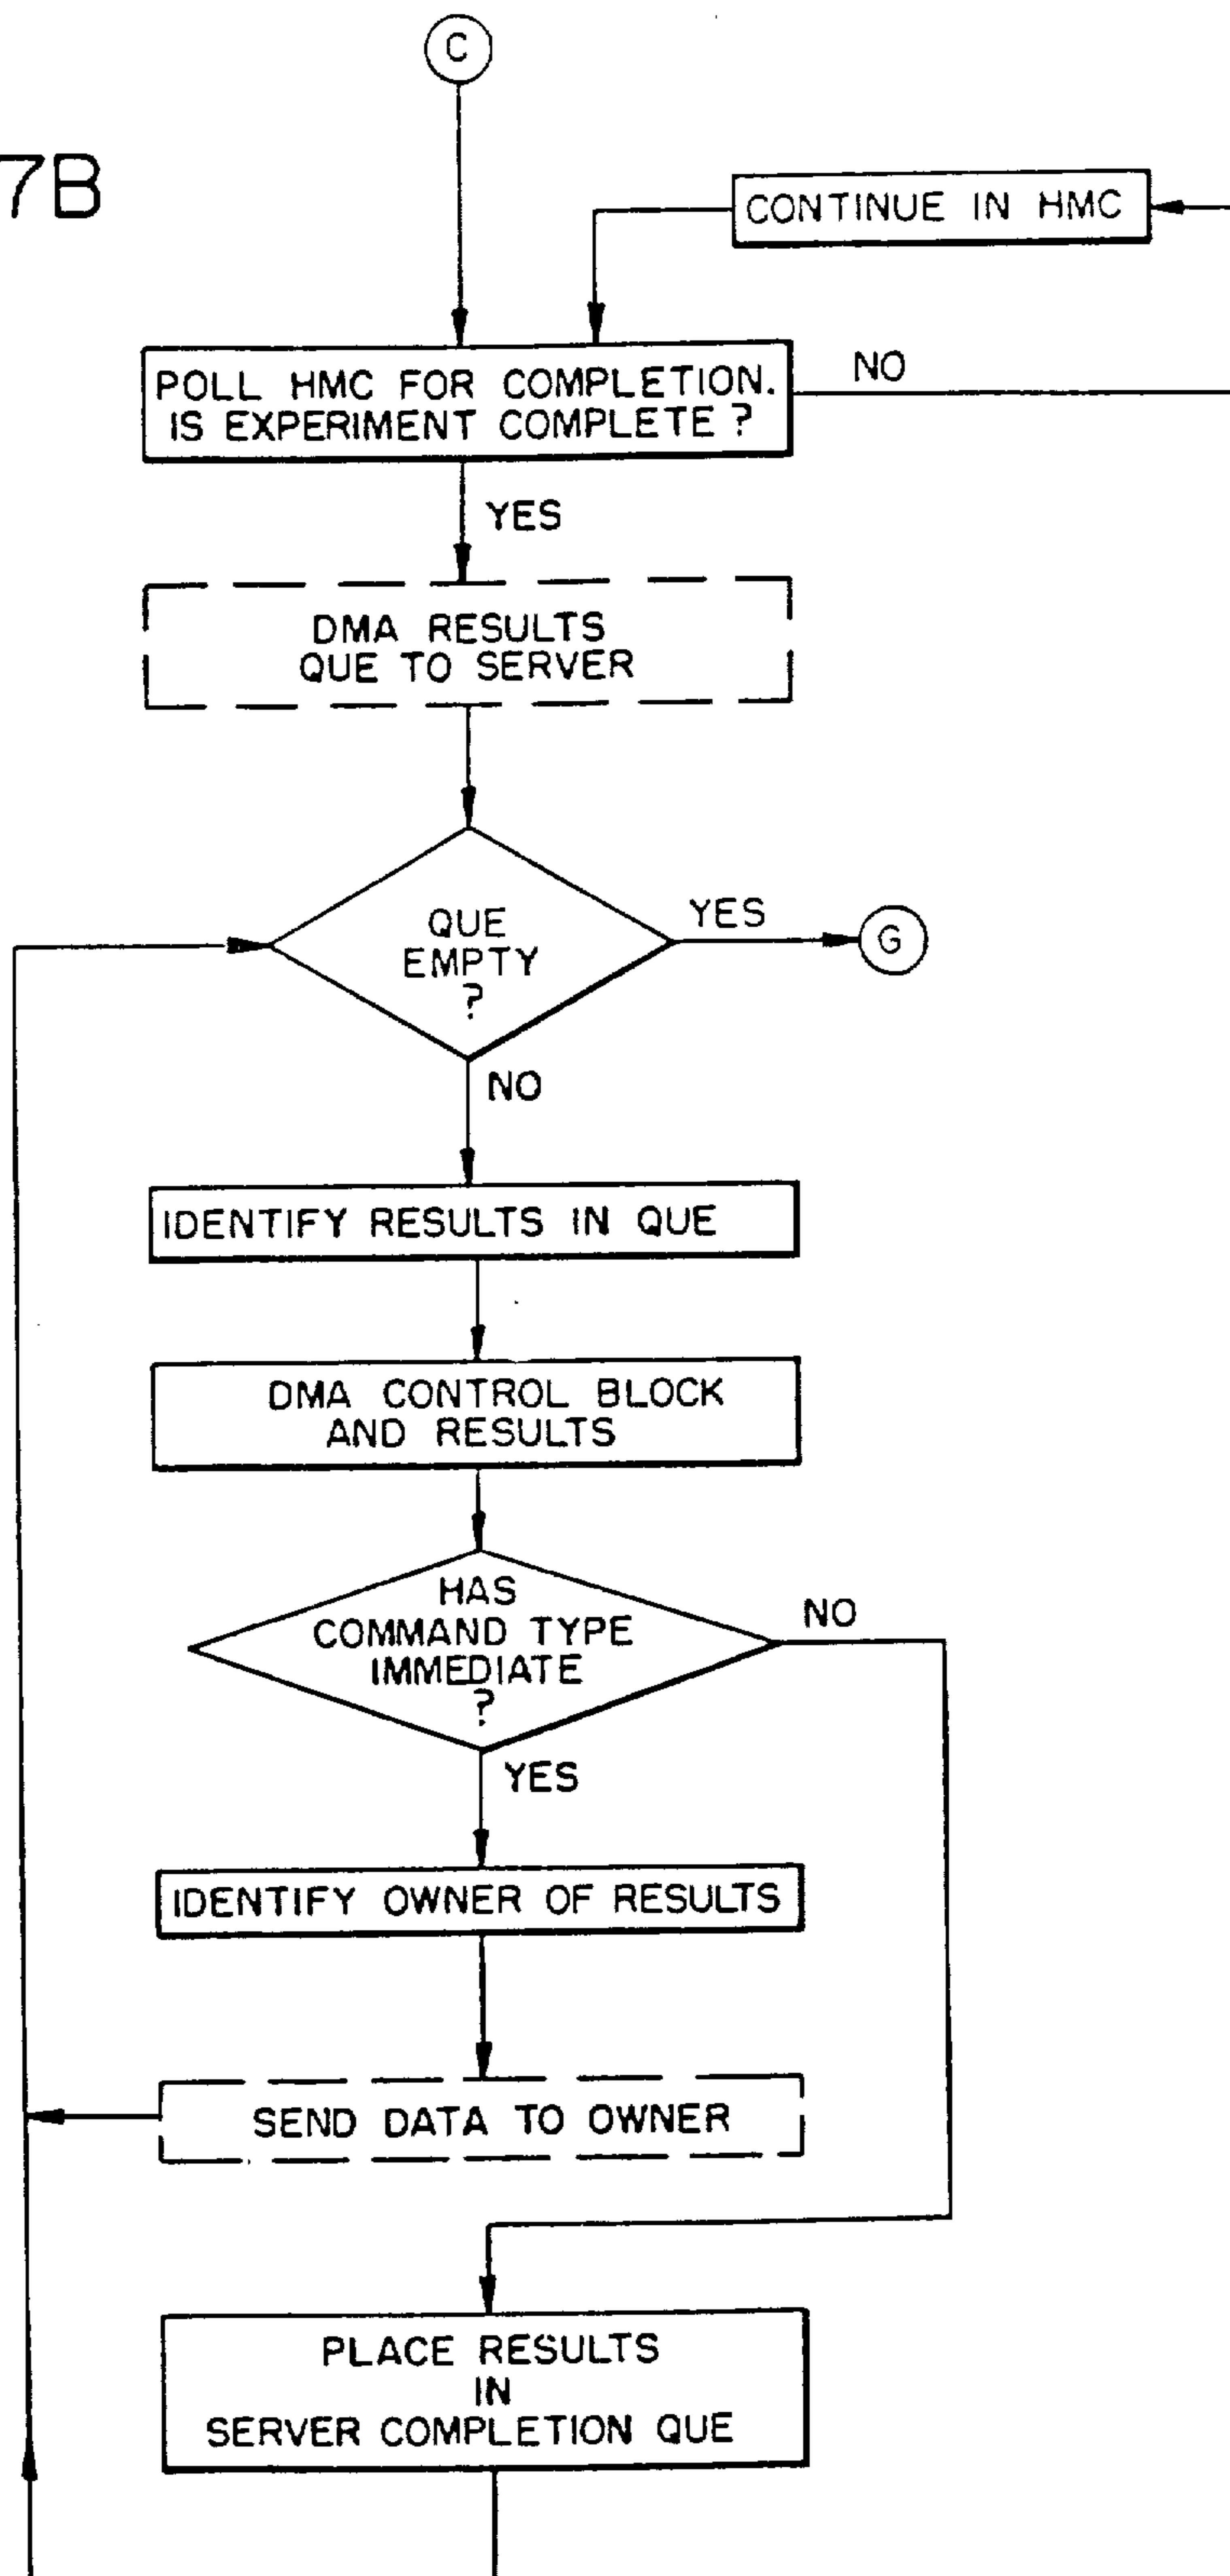 C
7B
CONTINUE IN HMC
POLL HMC FOR COMPLETION.
IS EXPERIMENT COMPLETE ?
NO
YES
DMA RESULTS
QUE TO SERVER
QUE
EMPTY
?
YES
G
NO
IDENTIFY RESULTS IN QUE
DMA CONTROL BLOCK
AND RESULTS
HAS
COMMAND TYPE
IMMEDIATE
?
NO
YES
IDENTIFY OWNER OF RESULTS
SEND DATA TO OWNER
PLACE RESULTS
IN
SERVER COMPLETION QUE